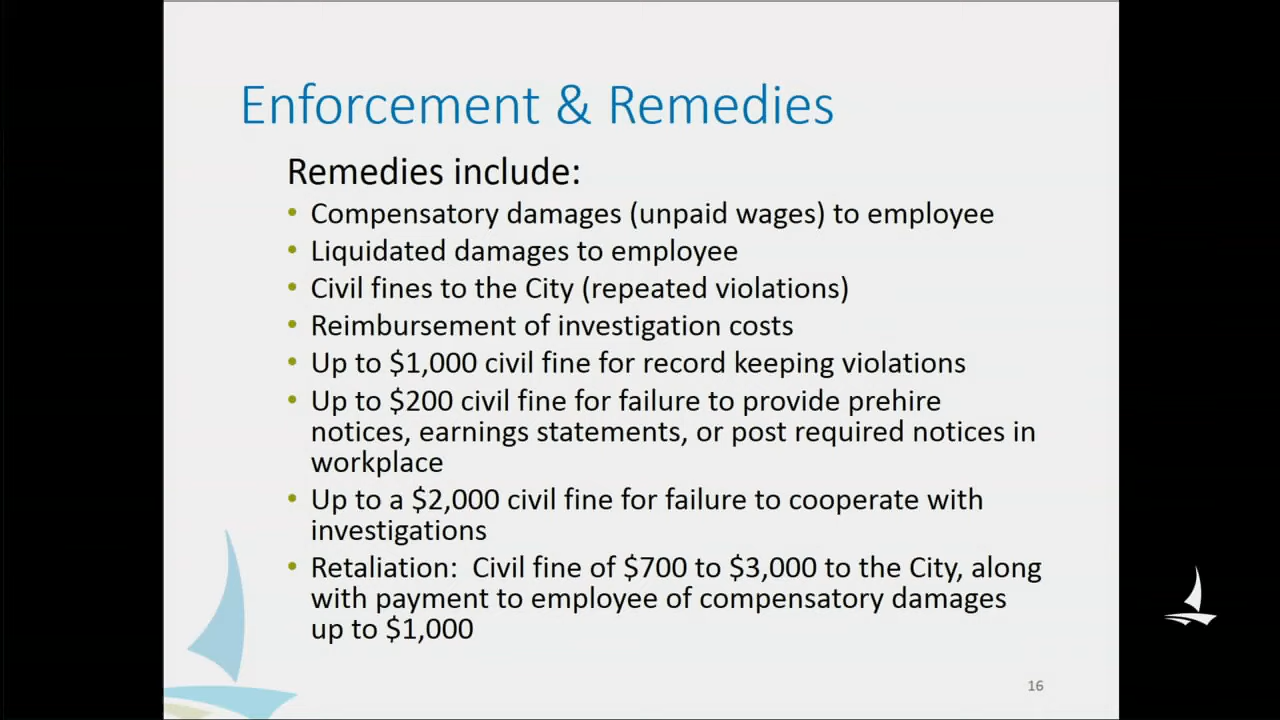 Enforcement & Remedies
Remedies include:
• Compensatory damages (unpaid wages) to employee
• Liquidated damages to employee
• Civil fines to the City (repeated violations)
• Reimbursement of investigation costs
• Up to $1,000 civil fine for record keeping violations
• Up to $200 civil fine for failure to provide prehire
notices, earnings statements, or post required notices in
workplace
• Up to a $2,000 civil fine for failure to cooperate with
investigations
• Retaliation:  Civil fine of $700 to $3,000 to the City, along
with payment to employee of compensatory damages
up to $1,000
16